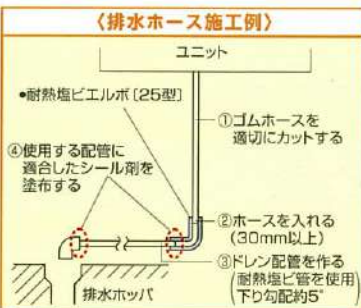 〈排水ホース施工例〉
ユニット
•耐熱塩ビエルボ〔25型〕
①ゴムホースを
適切にカットする
④使用する配管に
適合したシール剤を
塗布する
②ホースを入れる
(30mm以上)
③ドレン配管を作る
(耐熱塩ビ管を使用)
下り勾配約5°
排水ホッパ